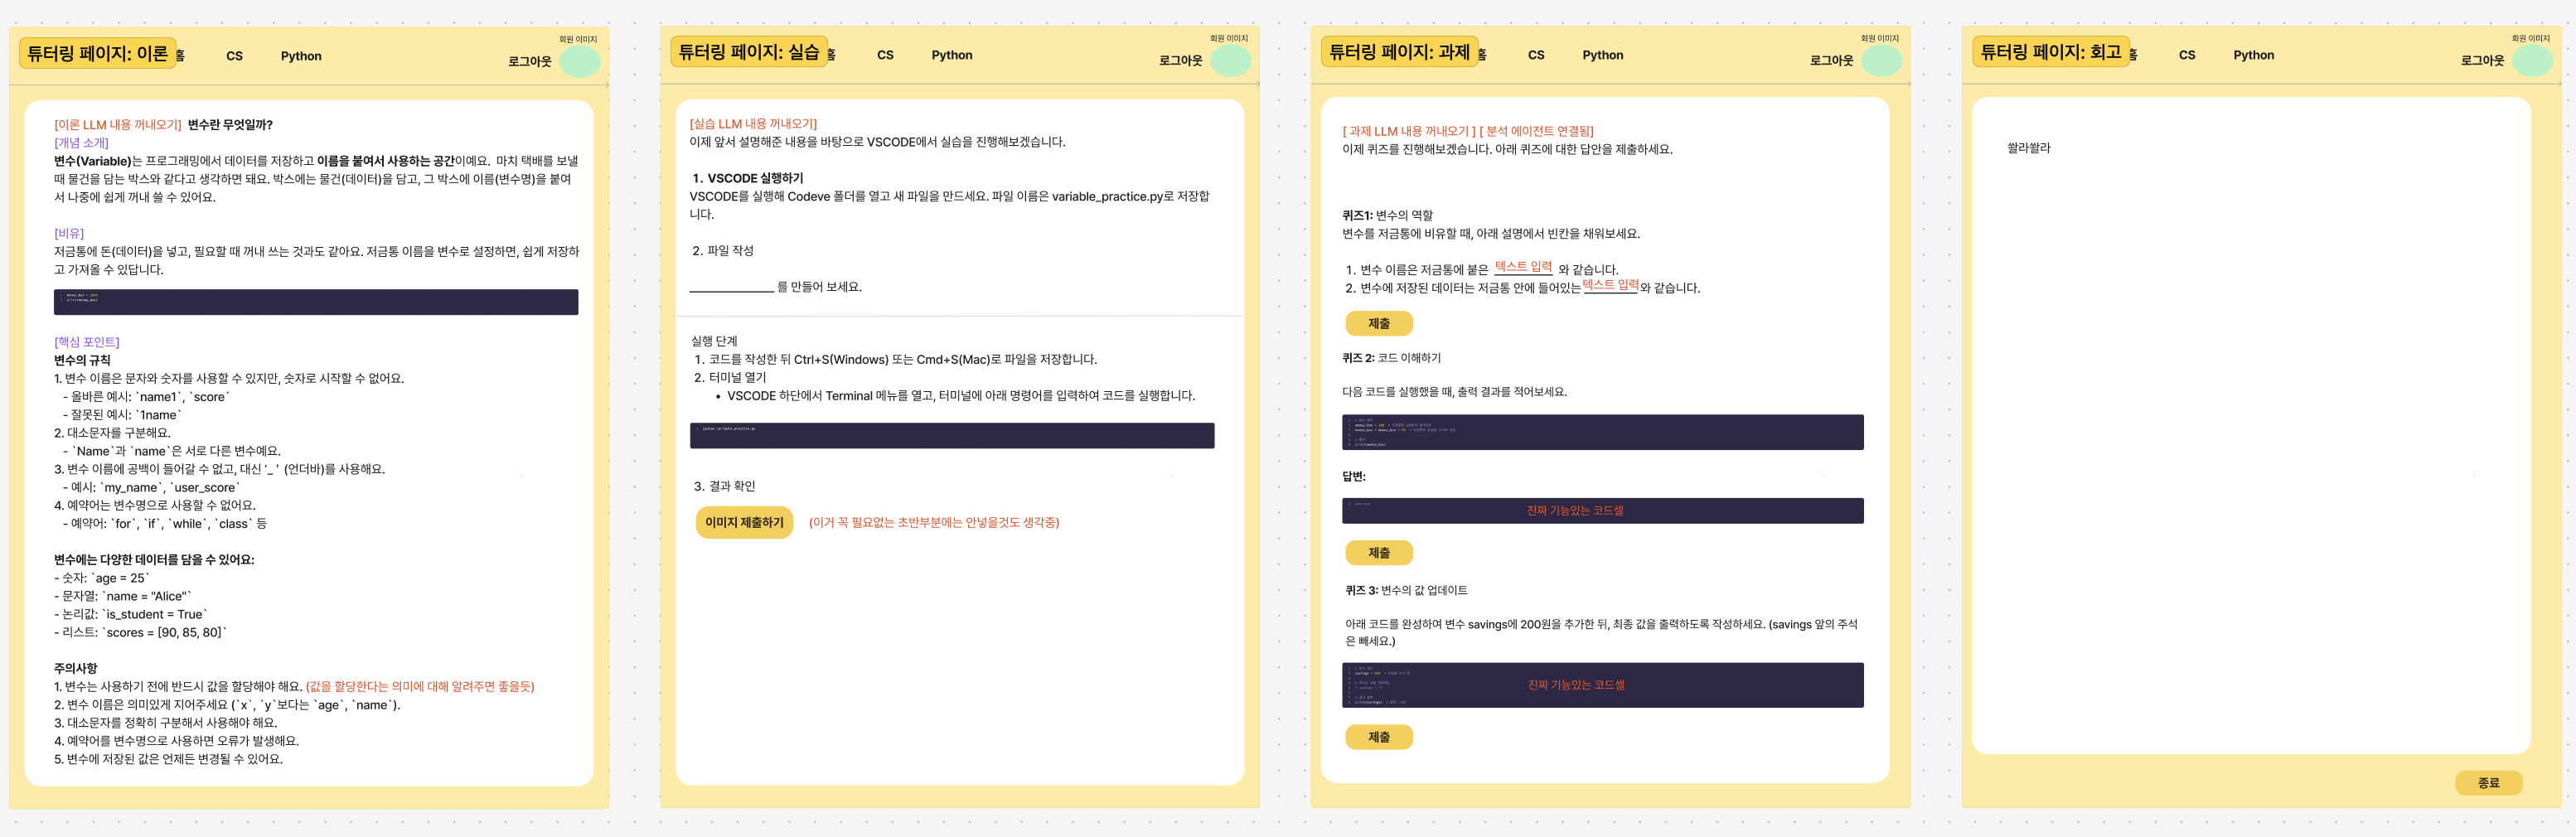 튜터링 페이지: 이론
홈
CS
Python
로그아웃
회원 이미지
[이론 LLM 내용 꺼내오기] 변수란 무엇일까?
[개념 소개]
변수(Variable)는 프로그래밍에서 데이터를 저장하고 이름을 붙여서 사용하는 공간이예요. 마치 택배를 보낼
때 물건을 담는 박스와 같다고 생각하면 돼요. 박스에는 물건(데이터)을 담고, 그 박스에 이름(변수명)을 붙여
서 나중에 쉽게 꺼내 쓸 수 있어요.
[비유]
저금통에 돈(데이터)을 넣고, 필요할 때 꺼내 쓰는 것과도 같아요. 저금통 이름을 변수로 설정하면, 쉽게 저장하
고 가져올 수 있답니다.
[핵심 포인트]
변수의 규칙
1. 변수 이름은 문자와 숫자를 사용할 수 있지만, 숫자로 시작할 수 없어요.
- 올바른 예시: `name1`, `score`
- 잘못된 예시: `1name`
2. 대소문자를 구분해요.
- `Name`과 `name`은 서로 다른 변수예요.
3. 변수 이름에 공백이 들어갈 수 없고, 대신 ‘_ ’ (언더바)를 사용해요.
- 예시: `my_name`, `user_score`
4. 예약어는 변수명으로 사용할 수 없어요.
- 예약어: `for`, `if`, `while`, `class` 등
변수에는 다양한 데이터를 담을 수 있어요:
- 숫자: `age = 25`
- 문자열: `name = "Alice"`
- 논리값: `is_student = True`
- 리스트: `scores = [90, 85, 80]`
주의사항
1. 변수는 사용하기 전에 반드시 값을 할당해야 해요. (값을 할당한다는 의미에 대해 알려주면 좋을듯)
2. 변수 이름은 의미있게 지어주세요 (`x`, `y`보다는 `age`, `name`).
3. 대소문자를 정확히 구분해서 사용해야 해요.
4. 예약어를 변수명으로 사용하면 오류가 발생해요.
5. 변수에 저장된 값은 언제든 변경될 수 있어요.
튜터링 페이지: 실습
홈
CS
Python
로그아웃
회원 이미지
[실습 LLM 내용 꺼내오기]
이제 앞서 설명해준 내용을 바탕으로 VSCODE에서 실습을 진행해보겠습니다.
1. VSCODE 실행하기
VSCODE를 실행해 Codeve 폴더를 열고 새 파일을 만드세요. 파일 이름은 variable_practice.py로 저장합
니다.
2. 파일 작성
______________ 를 만들어 보세요.
실행 단계
1. 코드를 작성한 뒤 Ctrl+S(Windows) 또는 Cmd+S(Mac)로 파일을 저장합니다.
2. 터미널 열기
• VSCODE 하단에서 Terminal 메뉴를 열고, 터미널에 아래 명령어를 입력하여 코드를 실행합니다.
3. 결과 확인
이미지 제출하기
(이거 꼭 필요없는 초반부분에는 안넣을것도 생각중)
튜터링 페이지: 과제
홈
CS
Python
로그아웃
회원 이미지
[ 과제 LLM 내용 꺼내오기 ] [ 분석 에이전트 연결됨]
이제 퀴즈를 진행해보겠습니다. 아래 퀴즈에 대한 답안을 제출하세요.
퀴즈1: 변수의 역할
변수를 저금통에 비유할 때, 아래 설명에서 빈칸을 채워보세요.
1. 변수 이름은 저금통에 붙은 텍스트 입력 와 같습니다.
2. 변수에 저장된 데이터는 저금통 안에 들어있는 텍스트 입력 와 같습니다.
제출
퀴즈 2: 코드 이해하기
다음 코드를 실행했을 때, 출력 결과를 적어보세요.
답변:
진짜 기능있는 코드셀
제출
퀴즈 3: 변수의 값 업데이트
아래 코드를 완성하여 변수 savings에 200원을 추가한 뒤, 최종 값을 출력하도록 작성하세요. (savings 앞의 주석
은 빼세요.)
진짜 기능있는 코드셀
제출
튜터링 페이지: 회고
홈
CS
Python
로그아웃
회원 이미지
쏼라쏼라
종료